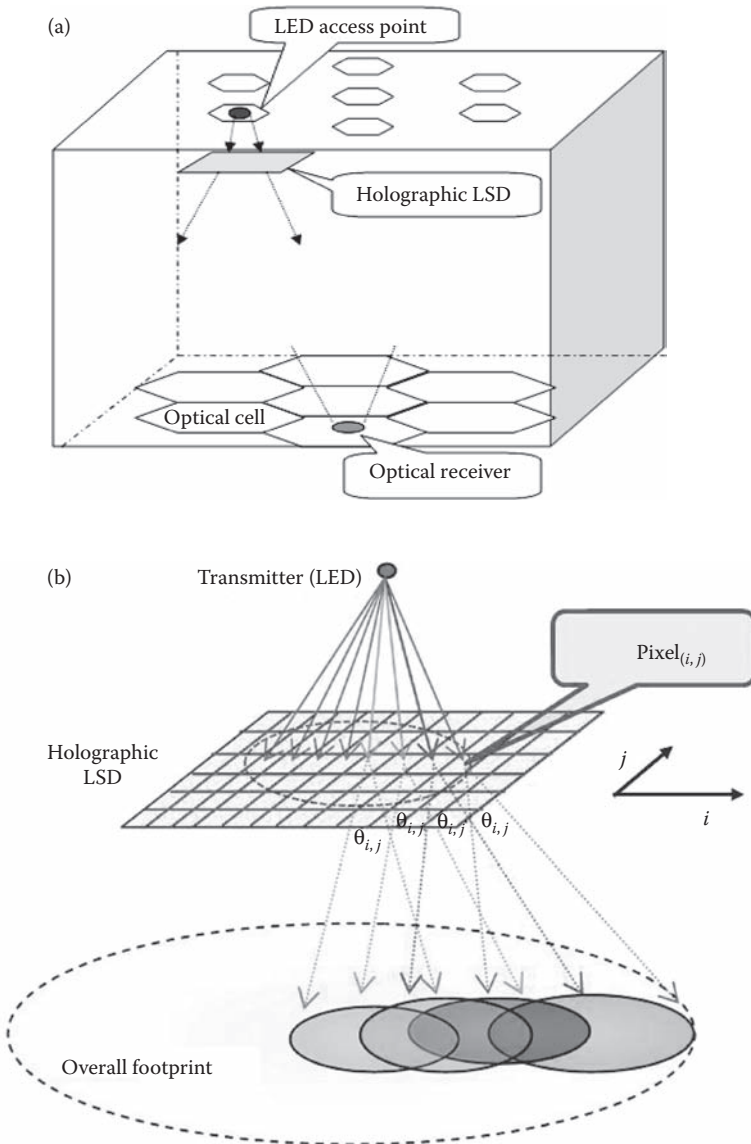 (a)
LED access point
Holographic LSD
Optical cell
Optical receiver
(b)
Transmitter (LED)
Pixel(i, j)
Holographic
LSD
j
i
θi, j
θi, j
θi, j
θi, j
Overall footprint